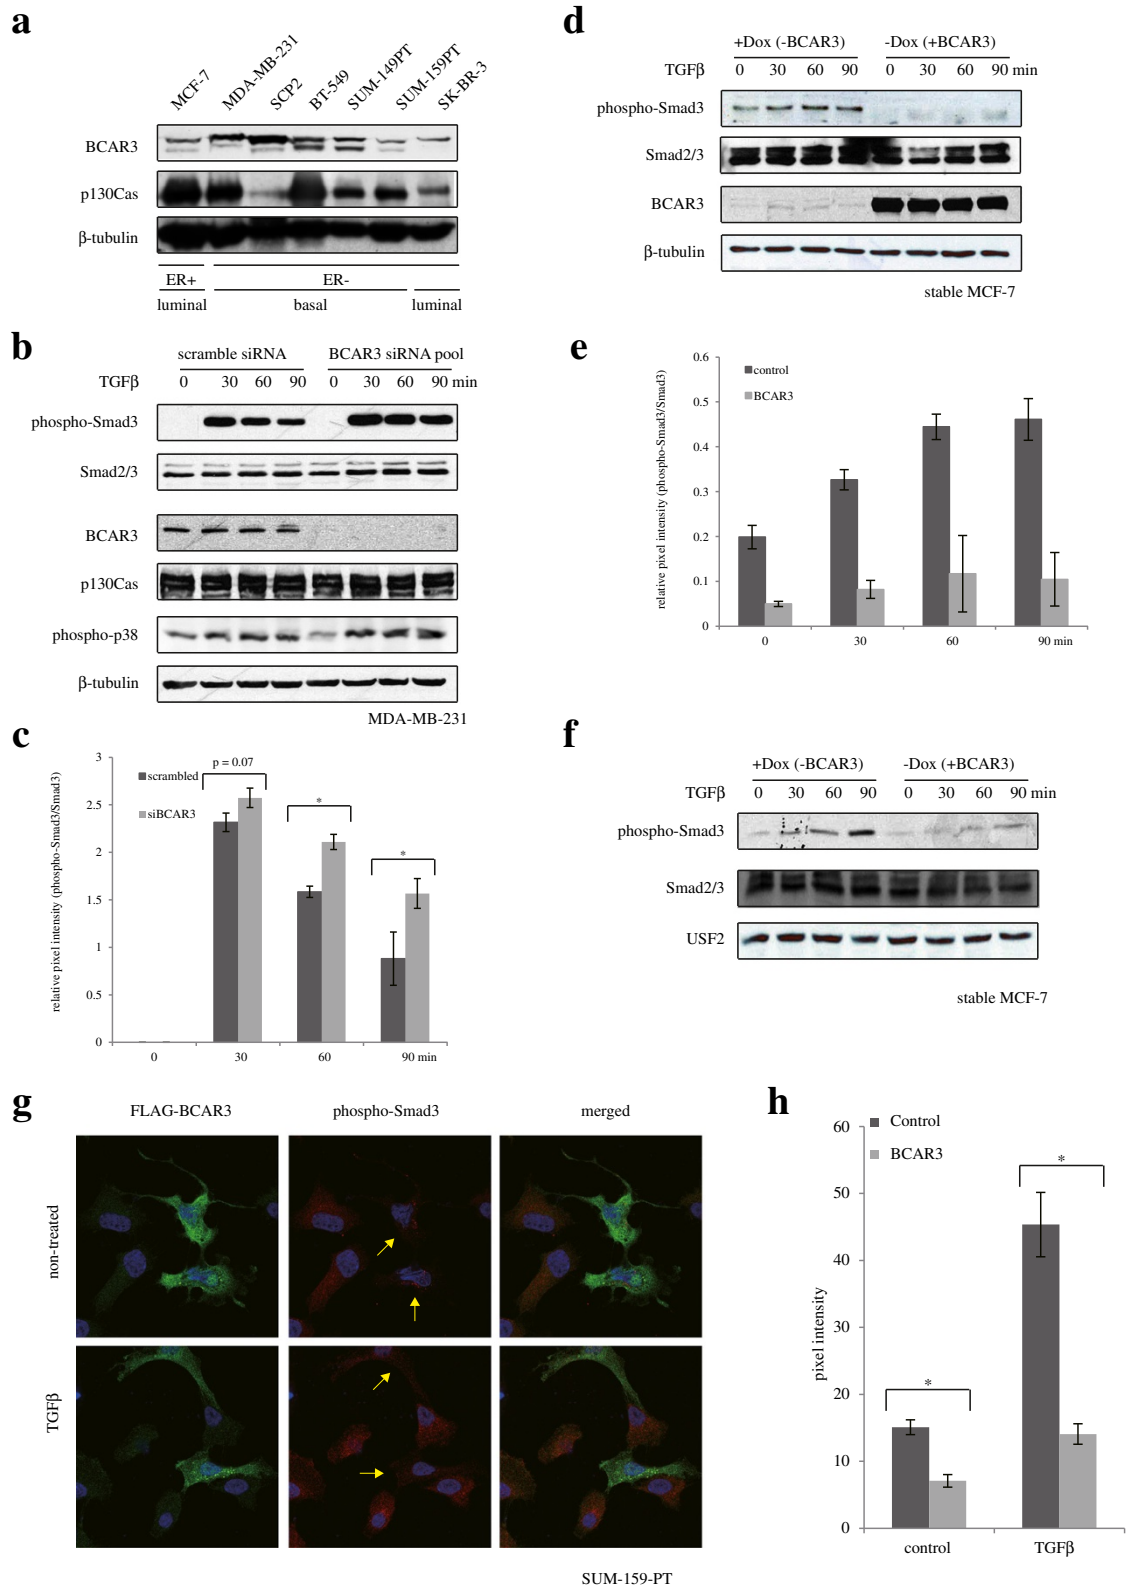 a
MCF-7 MDA-MB-231 SCP2 BT-549 SUM-149PT SUM-159PT SK-BR-3
BCAR3
p130Cas
β-tubulin
ER+ ER-
luminal basal luminal
b
scramble siRNA BCAR3 siRNA pool
TGFβ 0 30 60 90 0 30 60 90 min
phospho-Smad3
Smad2/3
BCAR3
p130Cas
phospho-p38
β-tubulin
MDA-MB-231
c
relative pixel intensity (phospho-Smad3/Smad3)
3
2.5
2
1.5
1
0.5
0
scrambled
siBCAR3
p = 0.07
*
*
0 30 60 90 min
d
+Dox (-BCAR3) -Dox (+BCAR3)
TGFβ 0 30 60 90 0 30 60 90 min
phospho-Smad3
Smad2/3
BCAR3
β-tubulin
stable MCF-7
e
relative pixel intensity (phospho-Smad3/Smad3)
0.6
0.5
0.4
0.3
0.2
0.1
0
control
BCAR3
0 30 60 90 min
f
+Dox (-BCAR3) -Dox (+BCAR3)
TGFβ 0 30 60 90 0 30 60 90 min
phospho-Smad3
Smad2/3
USF2
stable MCF-7
g
FLAG-BCAR3 phospho-Smad3 merged
non-treated
TGFβ
SUM-159-PT
h
pixel intensity
60
50
40
30
20
10
0
Control
BCAR3
*
*
control TGFβ